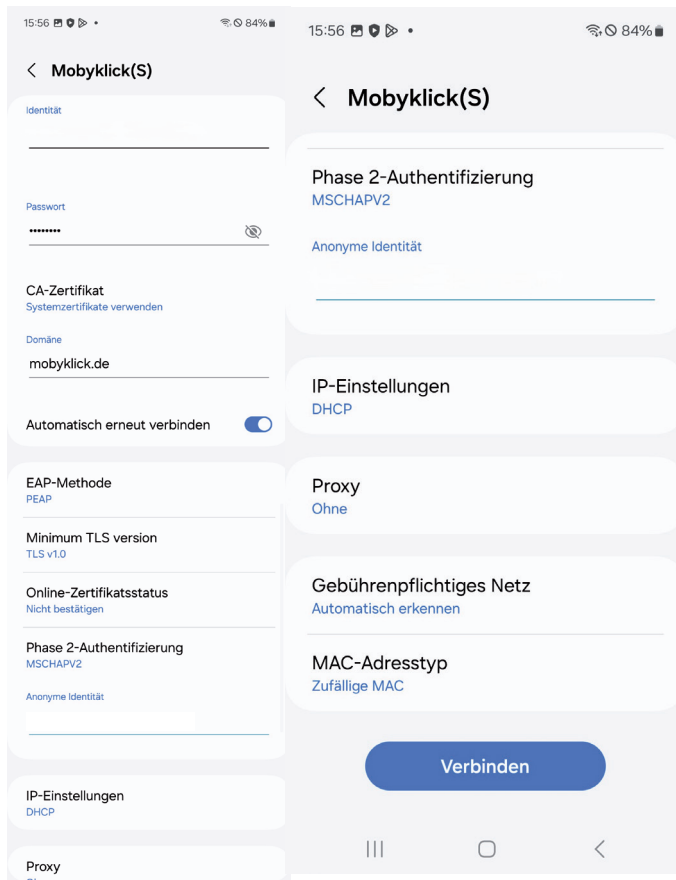 15:56
84%
Mobyklick(S)
Identität
Passwort
••••••••
CA-Zertifikat
Systemzertifikate verwenden
Domäne
mobyklick.de
Automatisch erneut verbinden
EAP-Methode
PEAP
Minimum TLS version
TLS v1.0
Online-Zertifikatsstatus
Nicht bestätigen
Phase 2-Authentifizierung
MSCHAPV2
Anonyme Identität
IP-Einstellungen
DHCP
Proxy
15:56
84%
Mobyklick(S)
Phase 2-Authentifizierung
MSCHAPV2
Anonyme Identität
IP-Einstellungen
DHCP
Proxy
Ohne
Gebührenpflichtiges Netz
Automatisch erkennen
MAC-Adresstyp
Zufällige MAC
Verbinden